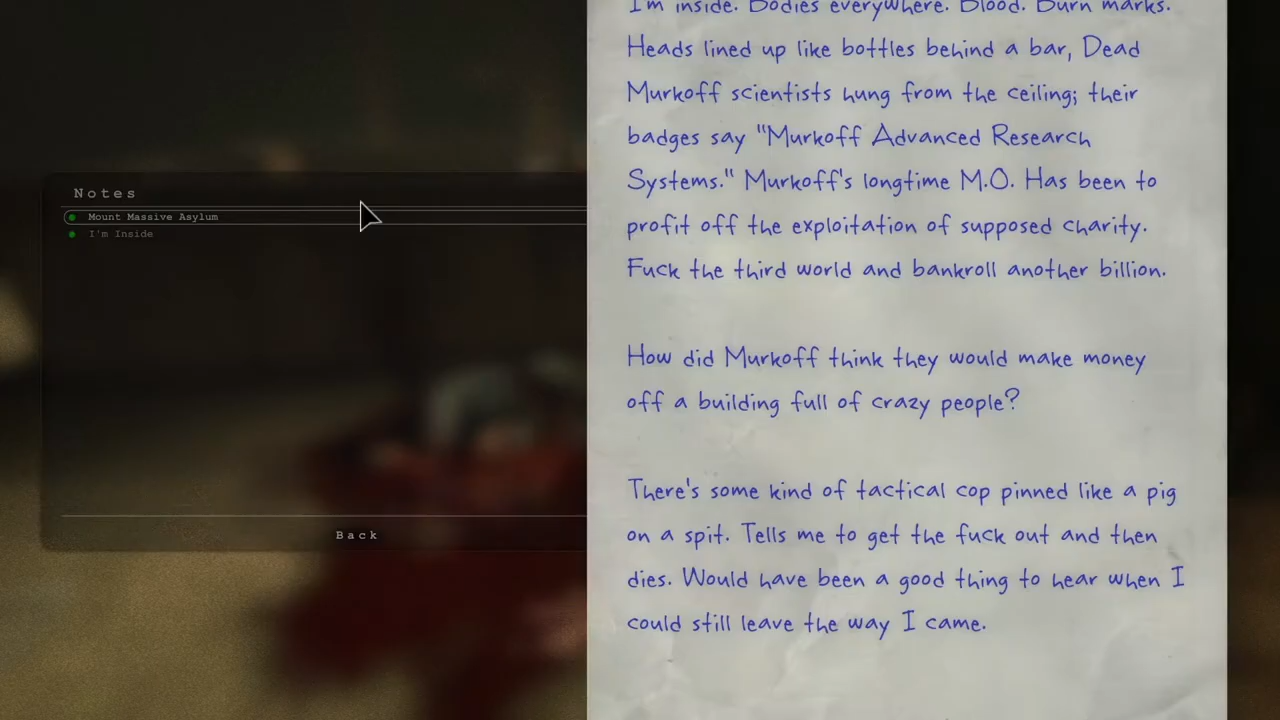 Notes
Mount Massive Asylum
I'm Inside
Back
I'm inside. Bodies everywhere. Blood. Burn marks.
Heads lined up like bottles behind a bar, Dead
Murkoff scientists hung from the ceiling; their
badges say "Murkoff Advanced Research
Systems." Murkoff's longtime M.O. Has been to
profit off the exploitation of supposed charity.
Fuck the third world and bankroll another billion.
How did Murkoff think they would make money
off a building full of crazy people?
There's some kind of tactical cop pinned like a pig
on a spit. Tells me to get the fuck out and then
dies. Would have been a good thing to hear when I
could still leave the way I came.